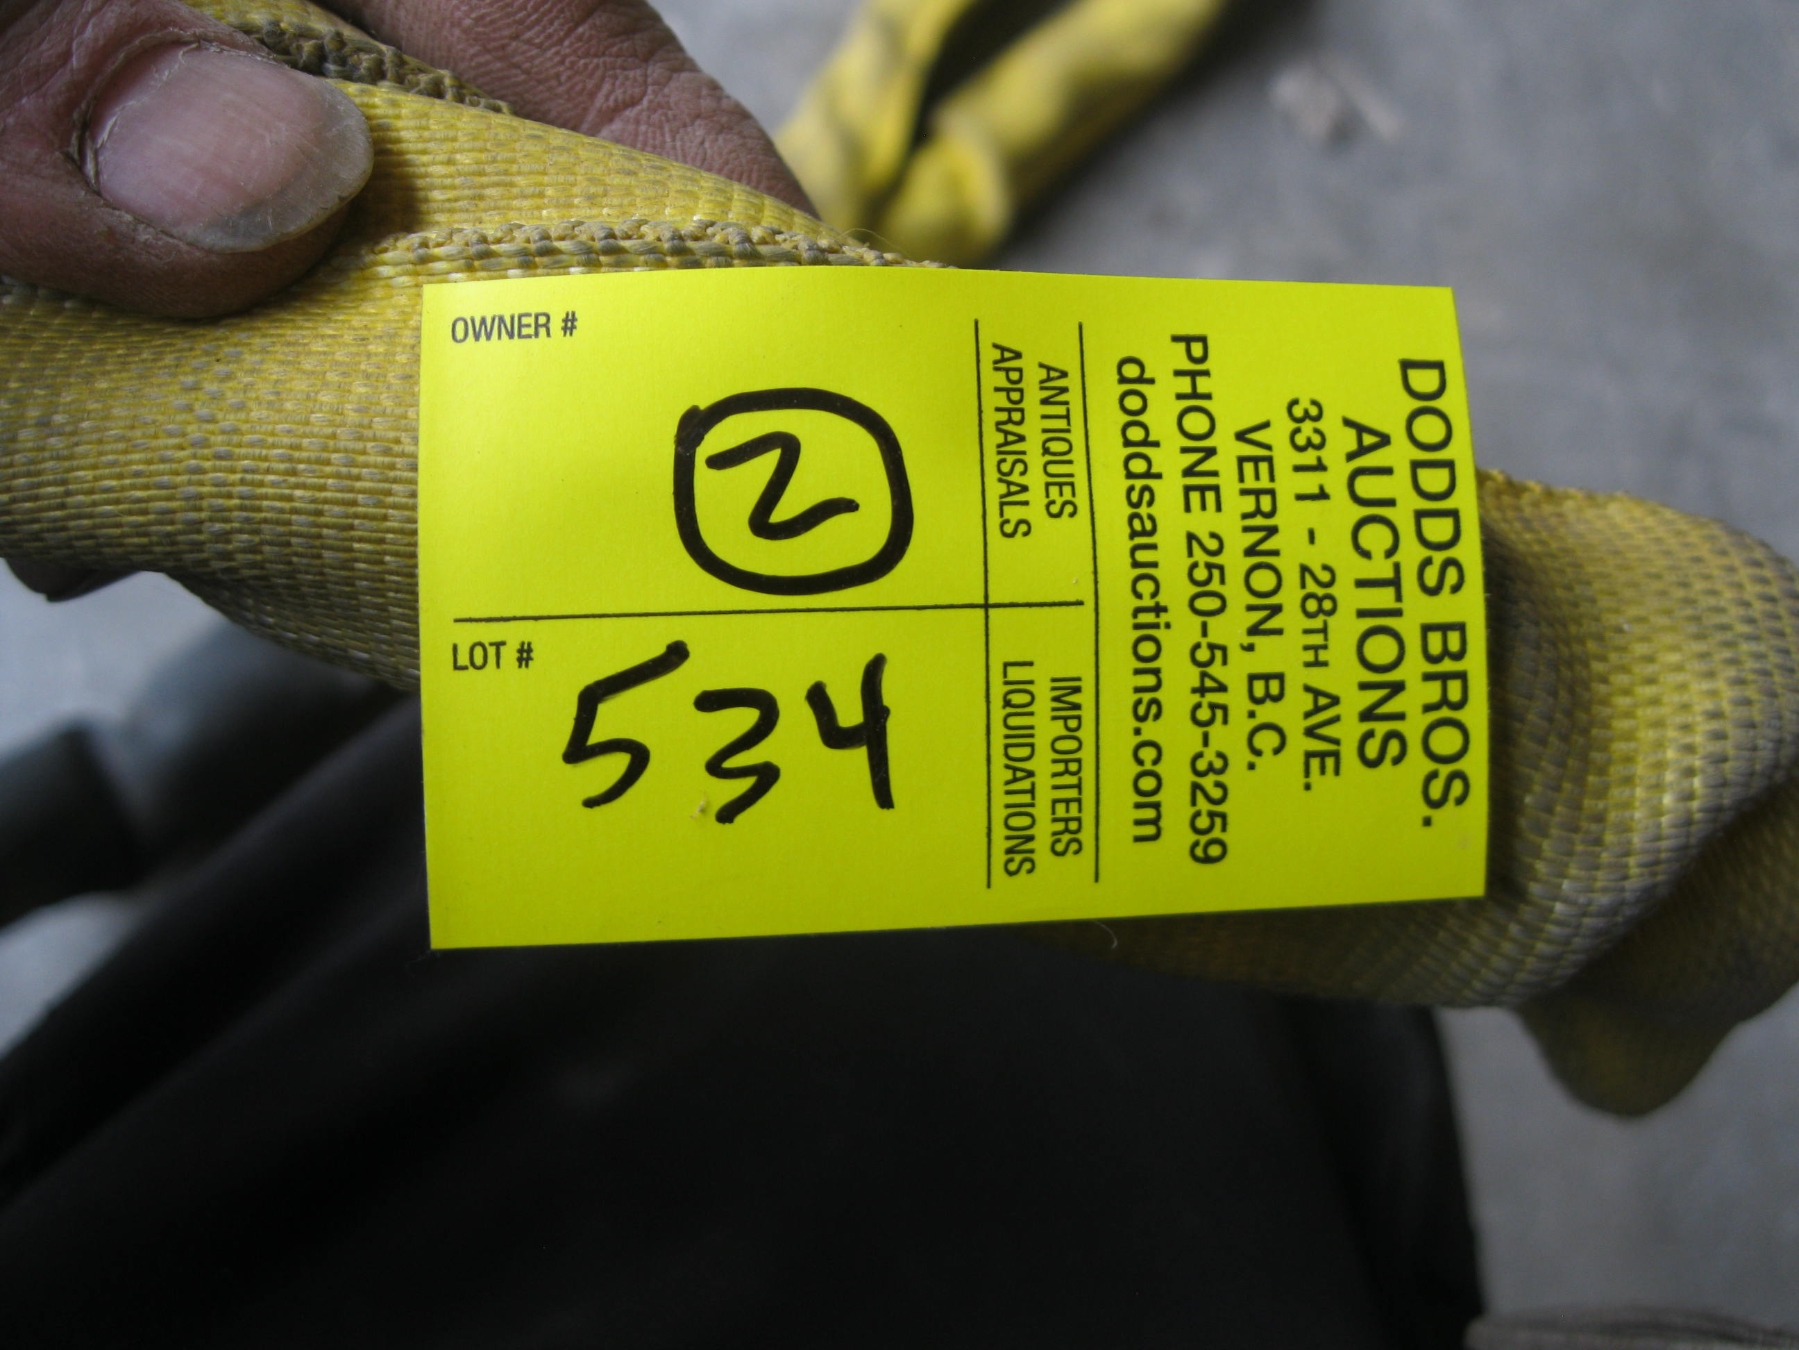 DODDS BROS.
AUCTIONS
3311 - 28TH AVE.
VERNON, B.C.
PHONE 250-545-3259
doddsauctions.com
ANTIQUES
APPRAISALS
IMPORTERS
LIQUIDATIONS
OWNER #
2
LOT #
534